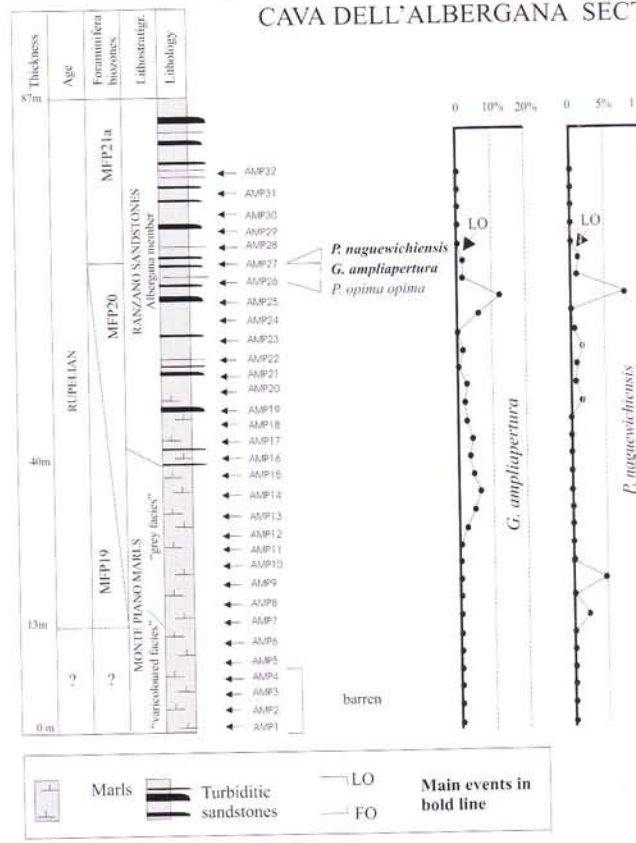 CAVA DELL'ALBERGANA SECT
Thickness
Age
Foraminifera
biozones
Lithostratigr.
Lithology
87m
40m
13m
0 m
RUPELIAN
?
MFP21a
MFP20
MFP19
?
RANZANO SANDSTONES
Albergana member
MONTE PIANO MARLS
"grey facies"
"varicoloured facies"
AMP32
AMP31
AMP30
AMP29
AMP28
AMP27
AMP26
AMP25
AMP24
AMP23
AMP22
AMP21
AMP20
AMP19
AMP18
AMP17
AMP16
AMP15
AMP14
AMP13
AMP12
AMP11
AMP10
AMP9
AMP8
AMP7
AMP6
AMP5
AMP4
AMP3
AMP2
AMP1
P. naguewichiensis
G. ampliapertura
P. opima opima
barren
0 10% 20%
LO
G. ampliapertura
0 5% 1
LO
P. naguewichiensis
Marls
Turbiditic
sandstones
LO
FO
Main events in
bold line